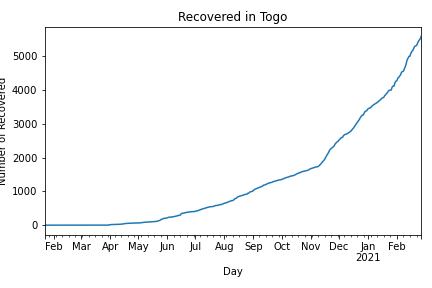 Recovered in Togo
Number of Recovered
5000
4000
3000
2000
1000
0
Feb Mar Apr May Jun Jul Aug Sep Oct Nov Dec Jan Feb
2021
Day